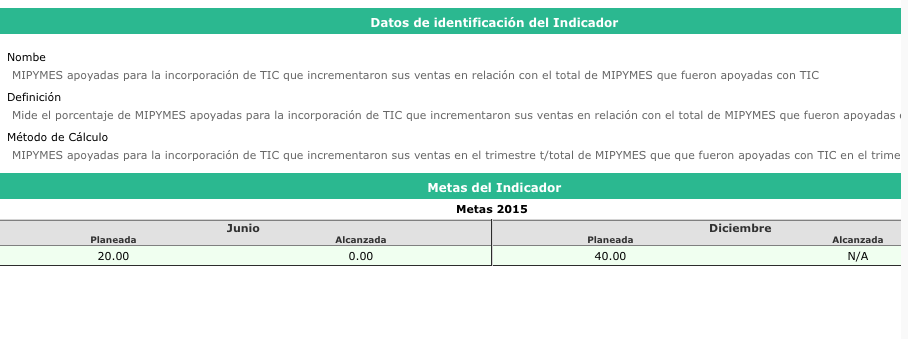 Datos de identificación del Indicador
Nombe
MIPYMES apoyadas para la incorporación de TIC que incrementaron sus ventas en relación con el total de MIPYMES que fueron apoyadas con TIC
Definición
Mide el porcentaje de MIPYMES apoyadas para la incorporación de TIC que incrementaron sus ventas en relación con el total de MIPYMES que fueron apoyadas
Método de Cálculo
MIPYMES apoyadas para la incorporación de TIC que incrementaron sus ventas en el trimestre t/total de MIPYMES que que fueron apoyadas con TIC en el trime
Metas del Indicador
Metas 2015
Junio Diciembre
Planeada Alcanzada Planeada Alcanzada
20.00 0.00 40.00 N/A